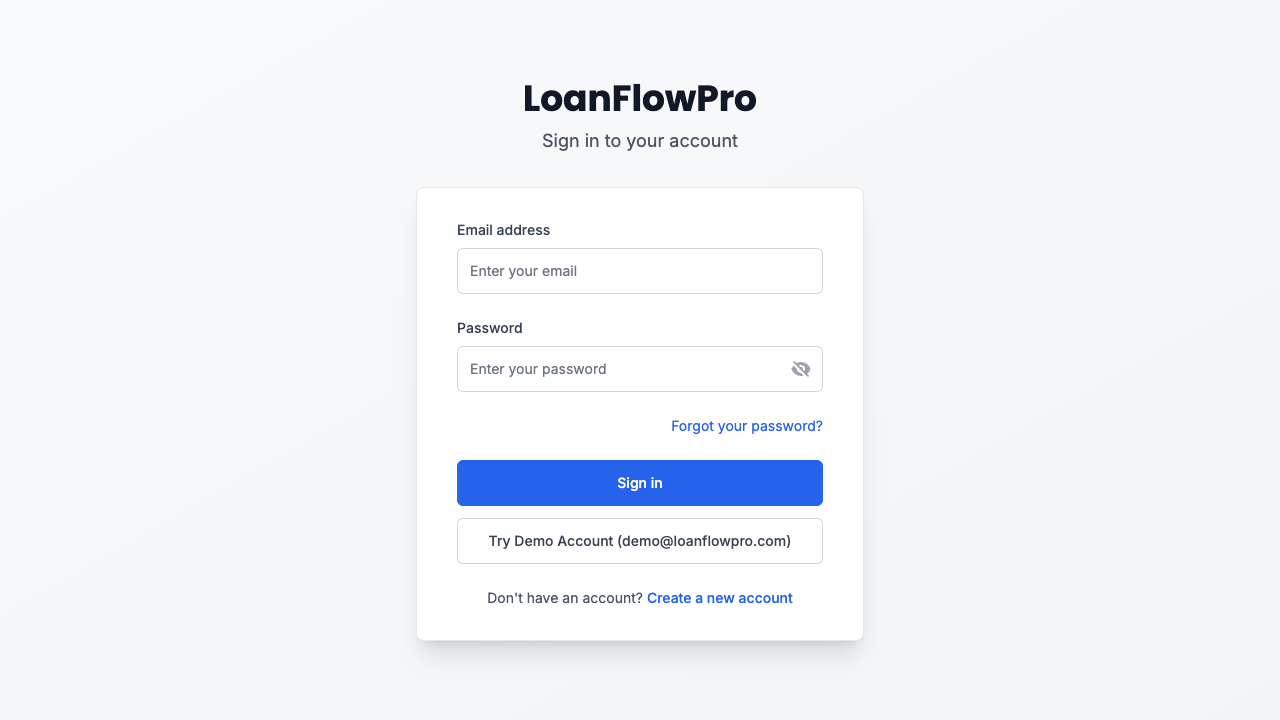 LoanFlowPro
Sign in to your account
Email address
Enter your email
Password
Enter your password
Forgot your password?
Sign in
Try Demo Account (demo@loanflowpro.com)
Don't have an account? Create a new account